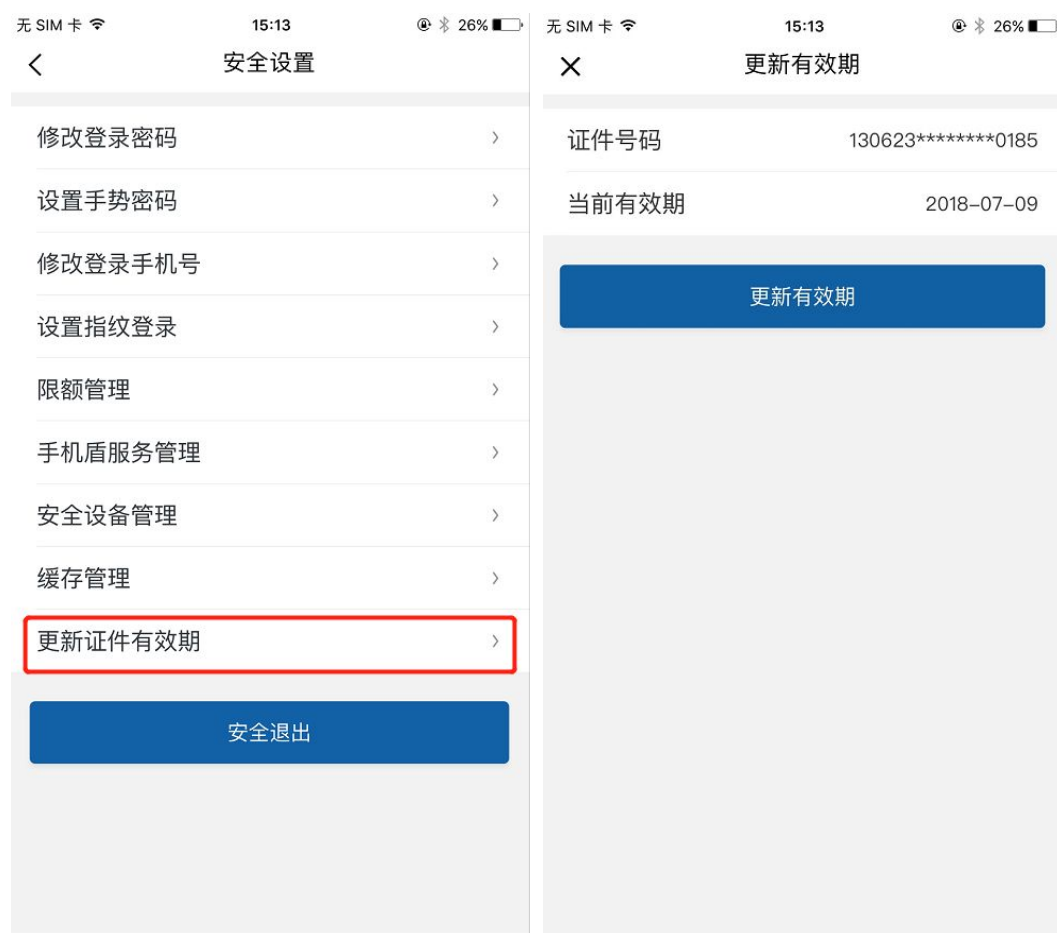 无 SIM 卡 15:13 26%
安全设置
修改登录密码
设置手势密码
修改登录手机号
设置指纹登录
限额管理
手机盾服务管理
安全设备管理
缓存管理
更新证件有效期
安全退出
无 SIM 卡 15:13 26%
更新有效期
证件号码 130623********0185
当前有效期 2018-07-09
更新有效期